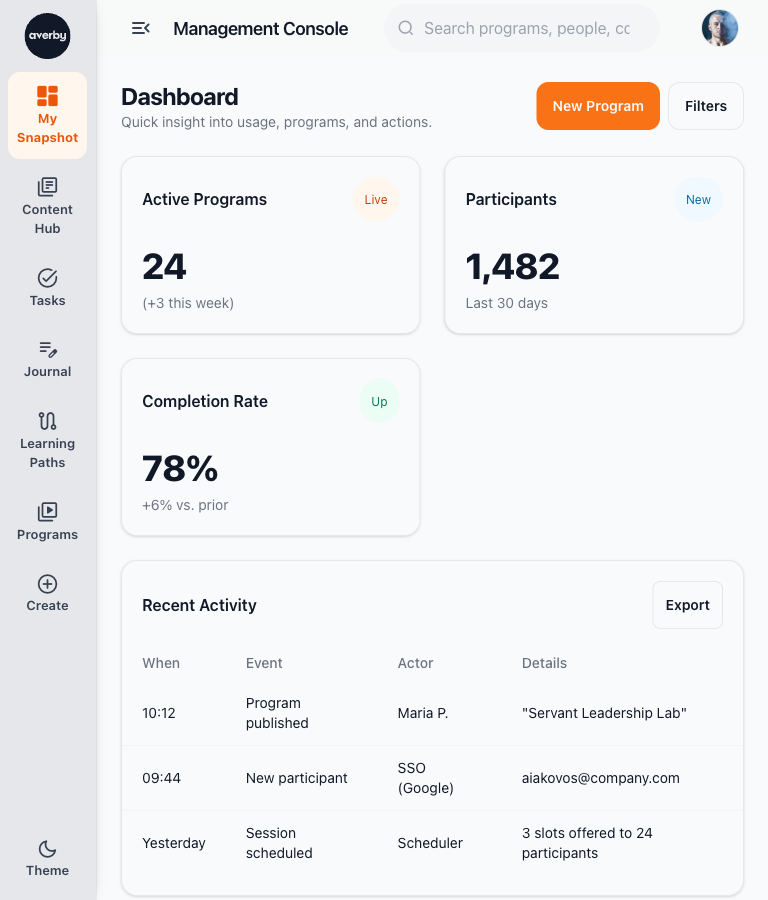 averby
Management Console
Search programs, people, co
My
Snapshot
Content
Hub
Tasks
Journal
Learning
Paths
Programs
Create
Theme
Dashboard
Quick insight into usage, programs, and actions.
New Program
Filters
Active Programs
Live
24
(+3 this week)
Participants
New
1,482
Last 30 days
Completion Rate
Up
78%
+6% vs. prior
Recent Activity
Export
When Event Actor Details
10:12 Program
published Maria P. "Servant Leadership Lab"
09:44 New participant SSO
(Google) aiakovos@company.com
Yesterday Session
scheduled Scheduler 3 slots offered to 24
participants